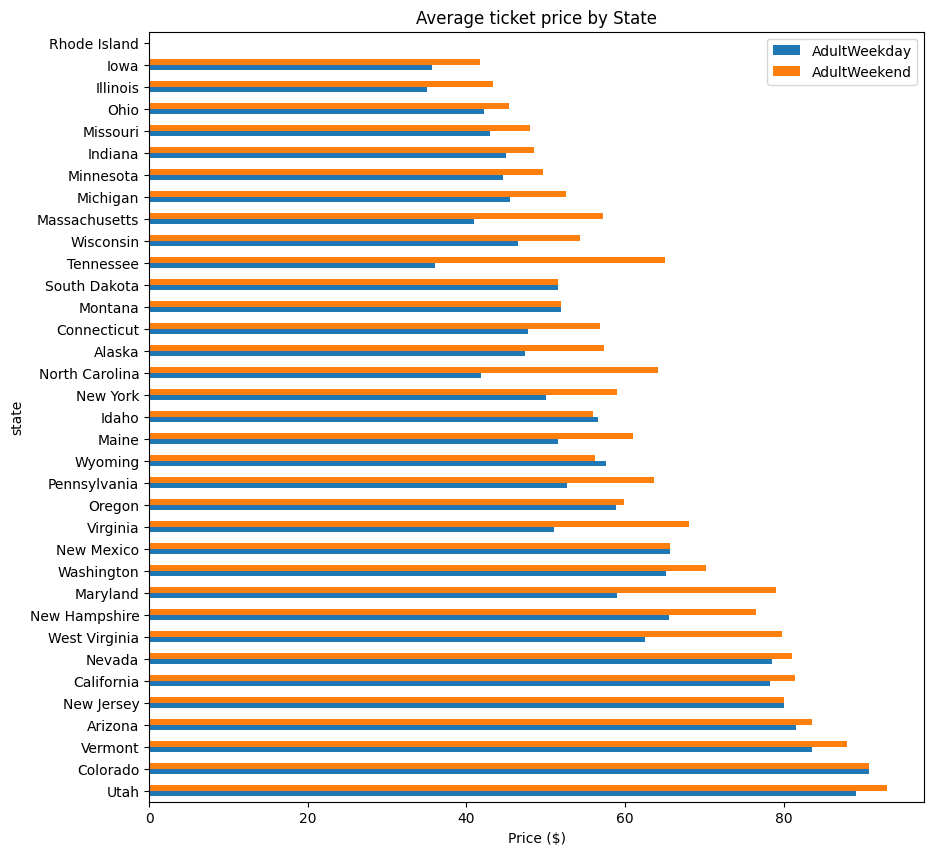 Average ticket price by State
AdultWeekday
AdultWeekend
state
Rhode Island
Iowa
Illinois
Ohio
Missouri
Indiana
Minnesota
Michigan
Massachusetts
Wisconsin
Tennessee
South Dakota
Montana
Connecticut
Alaska
North Carolina
New York
Idaho
Maine
Wyoming
Pennsylvania
Oregon
Virginia
New Mexico
Washington
Maryland
New Hampshire
West Virginia
Nevada
California
New Jersey
Arizona
Vermont
Colorado
Utah
0 20 40 60 80
Price ($)